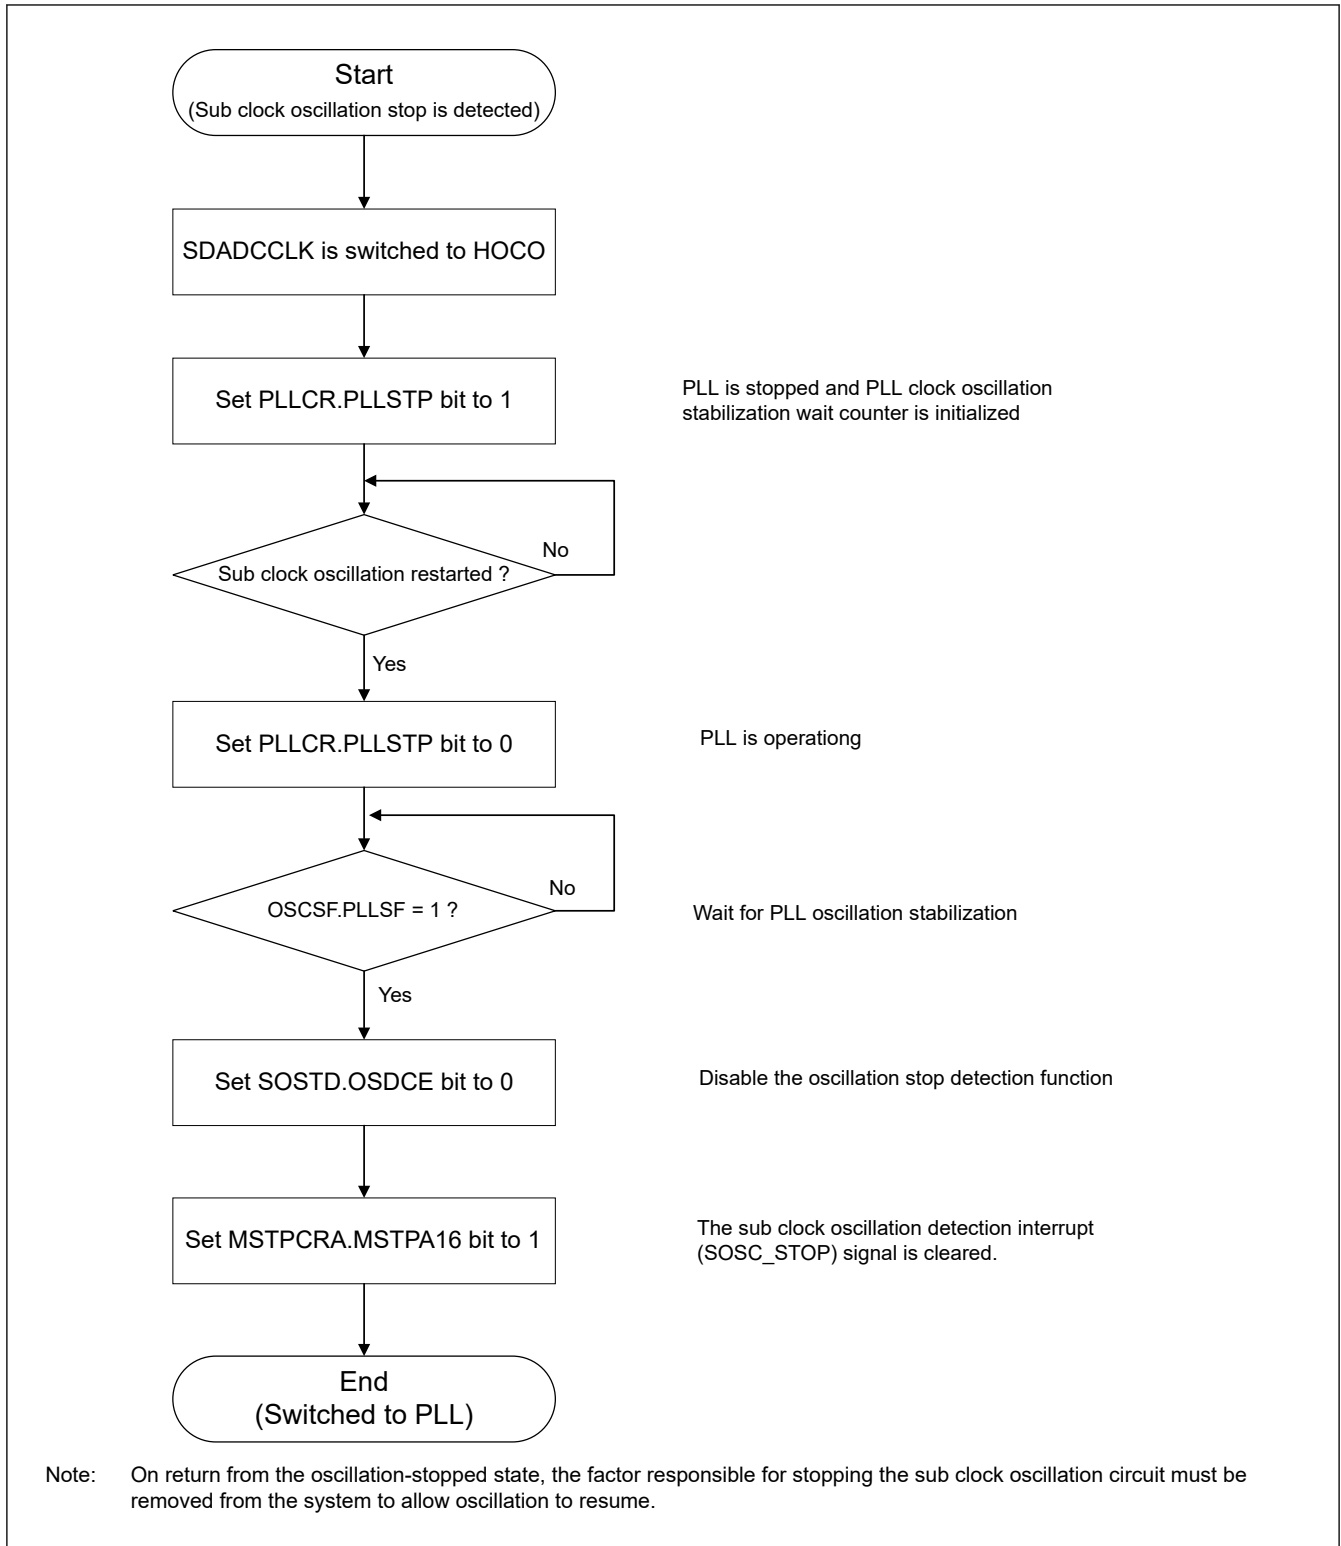 Start
(Sub clock oscillation stop is detected)
SDADCCLK is switched to HOCO
Set PLLCR.PLLSTP bit to 1
PLL is stopped and PLL clock oscillation
stabilization wait counter is initialized
No
Sub clock oscillation restarted ?
Yes
Set PLLCR.PLLSTP bit to 0
PLL is operationg
No
OSCSF.PLLSF = 1 ?
Wait for PLL oscillation stabilization
Yes
Set SOSTD.OSDCE bit to 0
Disable the oscillation stop detection function
Set MSTPCRA.MSTPA16 bit to 1
The sub clock oscillation detection interrupt
(SOSC_STOP) signal is cleared.
End
(Switched to PLL)
Note: On return from the oscillation-stopped state, the factor responsible for stopping the sub clock oscillation circuit must be
removed from the system to allow oscillation to resume.